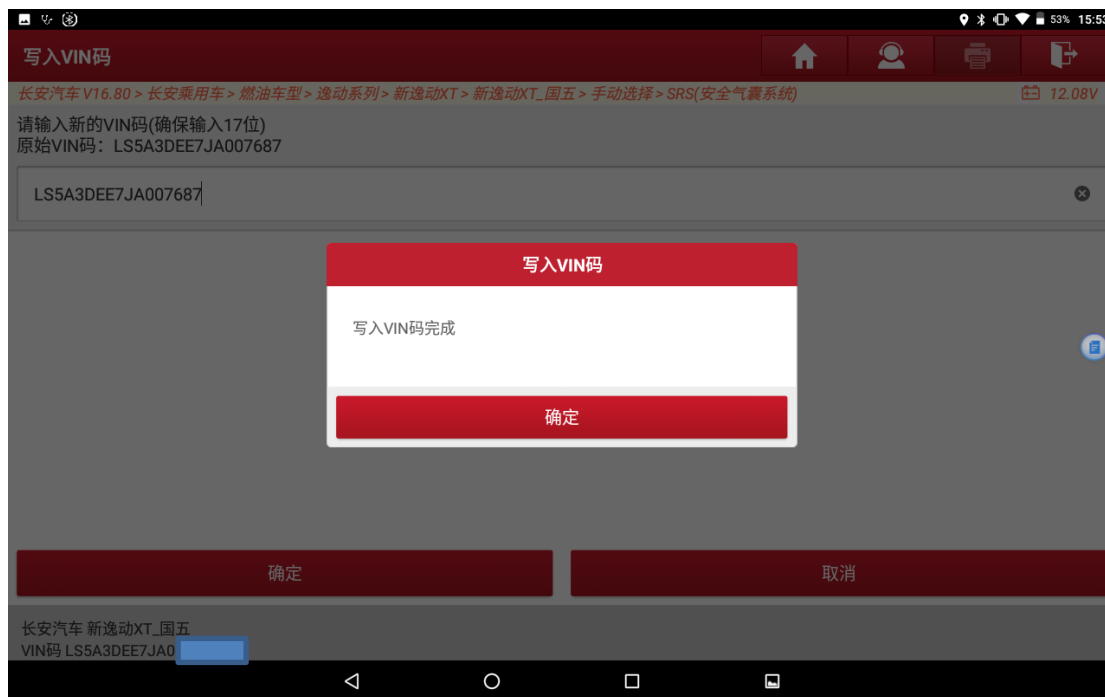 53% 15:53
写入VIN码
长安汽车 V16.80 > 长安乘用车 > 燃油车型 > 逸动系列 > 新逸动XT > 新逸动XT_国五 > 手动选择 > SRS(安全气囊系统)
12.08V
请输入新的VIN码(确保输入17位)
原始VIN码：LS5A3DEE7JA007687
LS5A3DEE7JA007687
写入VIN码
写入VIN码完成
确定
确定
取消
长安汽车 新逸动XT_国五
VIN码 LS5A3DEE7JA0